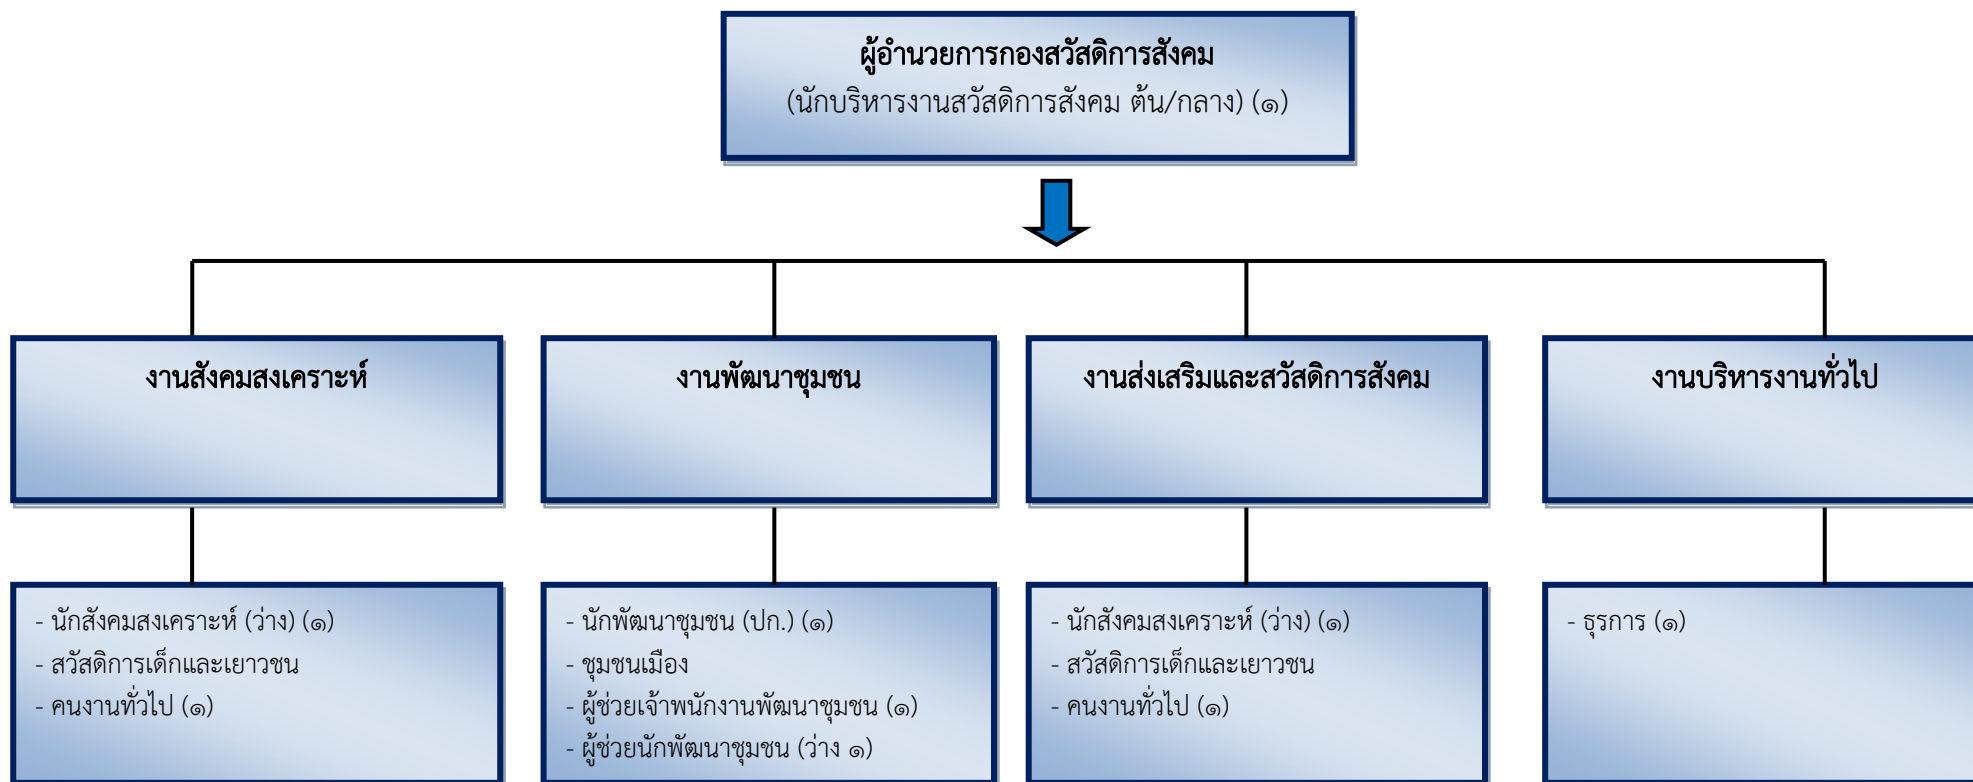 ผู้อำนวยการกองสวัสดิการสังคม
(นักบริหารงานสวัสดิการสังคม ต้น/กลาง) (๑)
งานสังคมสงเคราะห์
งานพัฒนาชุมชน
งานส่งเสริมและสวัสดิการสังคม
งานบริหารงานทั่วไป
- นักสังคมสงเคราะห์ (ว่าง) (๑)
- สวัสดิการเด็กและเยาวชน
- คนงานทั่วไป (๑)
- นักพัฒนาชุมชน (ปก.) (๑)
- ชุมชนเมือง
- ผู้ช่วยเจ้าพนักงานพัฒนาชุมชน (๑)
- ผู้ช่วยนักพัฒนาชุมชน (ว่าง ๑)
- นักสังคมสงเคราะห์ (ว่าง) (๑)
- สวัสดิการเด็กและเยาวชน
- คนงานทั่วไป (๑)
- ธุรการ (๑)